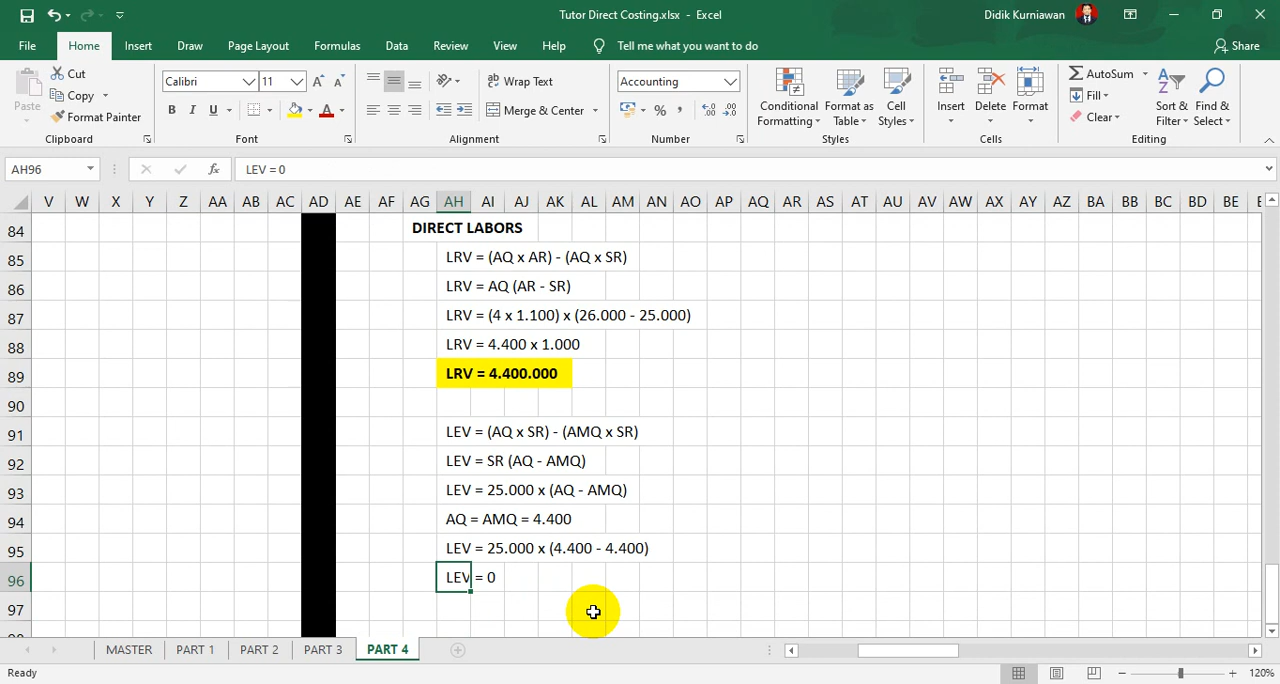 Tutor Direct Costing.xlsx - Excel
Didik Kurniawan
File Home Insert Draw Page Layout Formulas Data Review View Help Tell me what you want to do Share
Paste
Cut
Copy
Format Painter
Clipboard
Calibri 11
B I U
Font
Wrap Text
Merge & Center
Alignment
Accounting
% ,
Number
Conditional Formatting
Format as Table
Cell Styles
Styles
Insert Delete Format
Cells
AutoSum
Fill
Clear
Sort & Filter
Find & Select
Editing
AH96 fx LEV = 0
V W X Y Z AA AB AC AD AE AF AG AH AI AJ AK AL AM AN AO AP AQ AR AS AT AU AV AW AX AY AZ BA BB BC BD BE
84 DIRECT LABORS
85 LRV = (AQ x AR) - (AQ x SR)
86 LRV = AQ (AR - SR)
87 LRV = (4 x 1.100) x (26.000 - 25.000)
88 LRV = 4.400 x 1.000
89 LRV = 4.400.000
90
91 LEV = (AQ x SR) - (AMQ x SR)
92 LEV = SR (AQ - AMQ)
93 LEV = 25.000 x (AQ - AMQ)
94 AQ = AMQ = 4.400
95 LEV = 25.000 x (4.400 - 4.400)
96 LEV = 0
97
MASTER PART 1 PART 2 PART 3 PART 4
Ready 120%